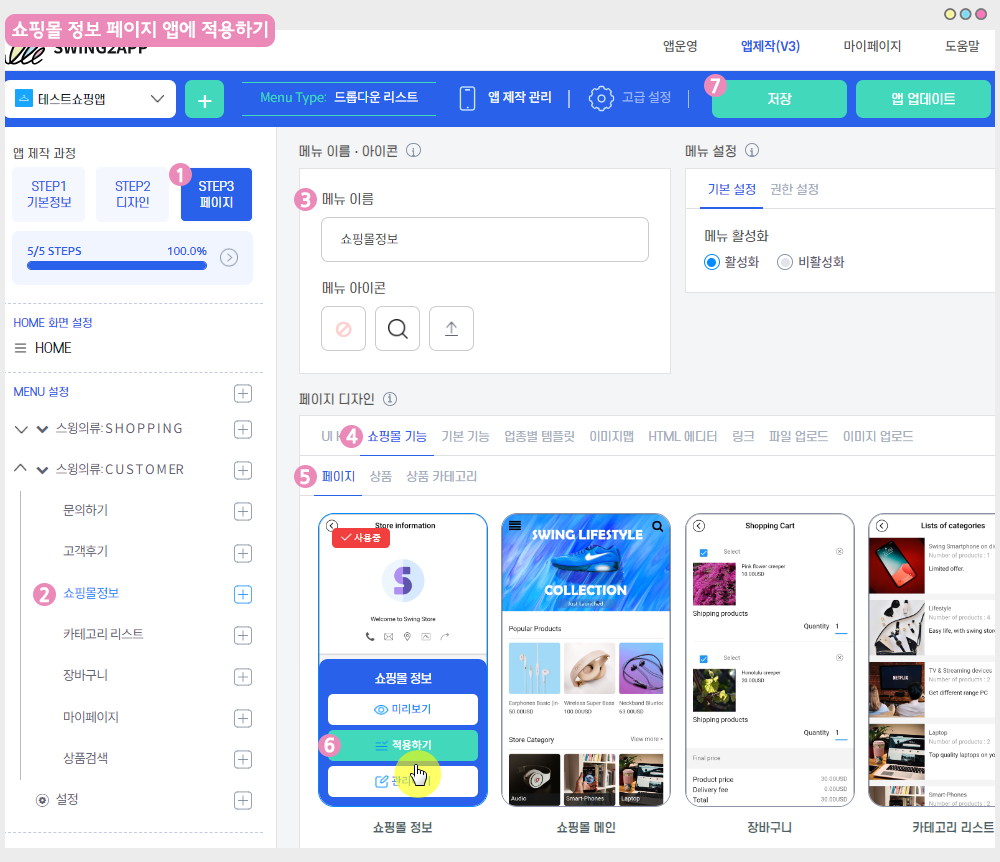 쇼핑몰 정보 페이지 앱에 적용하기
SWING2APP
앱운영
앱제작(V3)
마이페이지
도움말
테스트쇼핑앱
+
Menu Type: 드롭다운 리스트
앱 제작 관리
고급 설정
7
저장
앱 업데이트
앱 제작 과정
STEP1
기본정보
STEP2
디자인
1
STEP3
페이지
5/5 STEPS
100.0%
HOME 화면 설정
HOME
MENU 설정
스윙의류:SHOPPING
스윙의류:CUSTOMER
문의하기
고객후기
2
쇼핑몰정보
카테고리 리스트
장바구니
마이페이지
상품검색
설정
메뉴 이름 · 아이콘
3
메뉴 이름
쇼핑몰정보
메뉴 아이콘
메뉴 설정
기본 설정
권한 설정
메뉴 활성화
활성화
비활성화
페이지 디자인
UI
4
쇼핑몰 기능
기본 기능
업종별 템플릿
이미지맵
HTML 에디터
링크
파일 업로드
이미지 업로드
5
페이지
상품
상품 카테고리
Store information
사용중
S
Welcome to Swing Store
쇼핑몰 정보
미리보기
6
적용하기
관리
쇼핑몰 정보
SWING LIFESTYLE
COLLECTION
Just launched
Popular Products
Earphones Basic (in-
50.00USD
Wireless Super Bass
100.00USD
Neckband Blueto
63.00USD
Store Category
View more
Audio
Smart-Phones
Laptop
쇼핑몰 메인
Shopping Cart
Select
Pink flower creeper
10.00USD
Shipping products
Quantity 1
Select
Honolulu creeper
20.00USD
Shipping products
Quantity 1
Final price
Product price 30.00USD
Delivery fee 0.00USD
Total 30.00USD
장바구니
Lists of categories
Swing Smartphone on di
Number of products : 1
Limited offer.
Lifestyle
Number of products : 4
Easy life, with swing store
NETFLIX
TV & Streaming devices
Number of products : 2
Get different range PC
Laptop
Number of products : 2
Top quality laptops on yo
Smart-Phones
Number of products : 2
카테고리 리스트